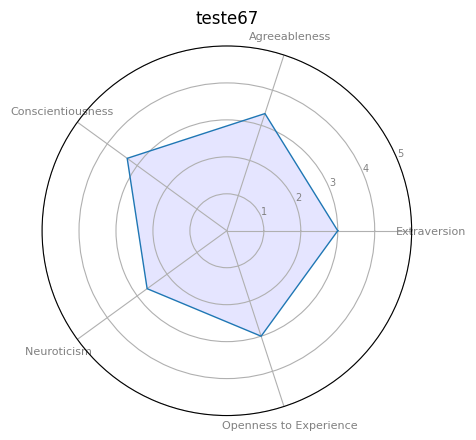 teste67
Agreeableness
Conscientiousness
5
4
3
2
1
Extraversion
Neuroticism
Openness to Experience